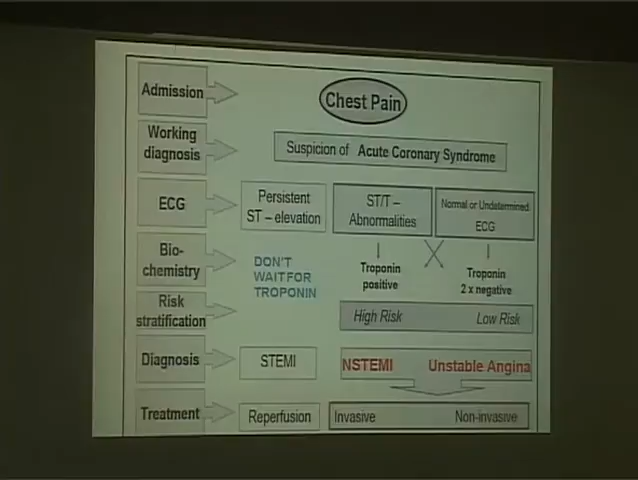 Admission
Chest Pain
Working
diagnosis
Suspicion of Acute Coronary Syndrome
ECG
Persistent
ST – elevation
ST/T –
Abnormalities
Normal or Undetermined
ECG
Bio-
chemistry
DON'T
WAIT FOR
TROPONIN
Troponin
positive
Troponin
2 x negative
Risk
stratification
High Risk
Low Risk
Diagnosis
STEMI
NSTEMI
Unstable Angina
Treatment
Reperfusion
Invasive
Non-invasive